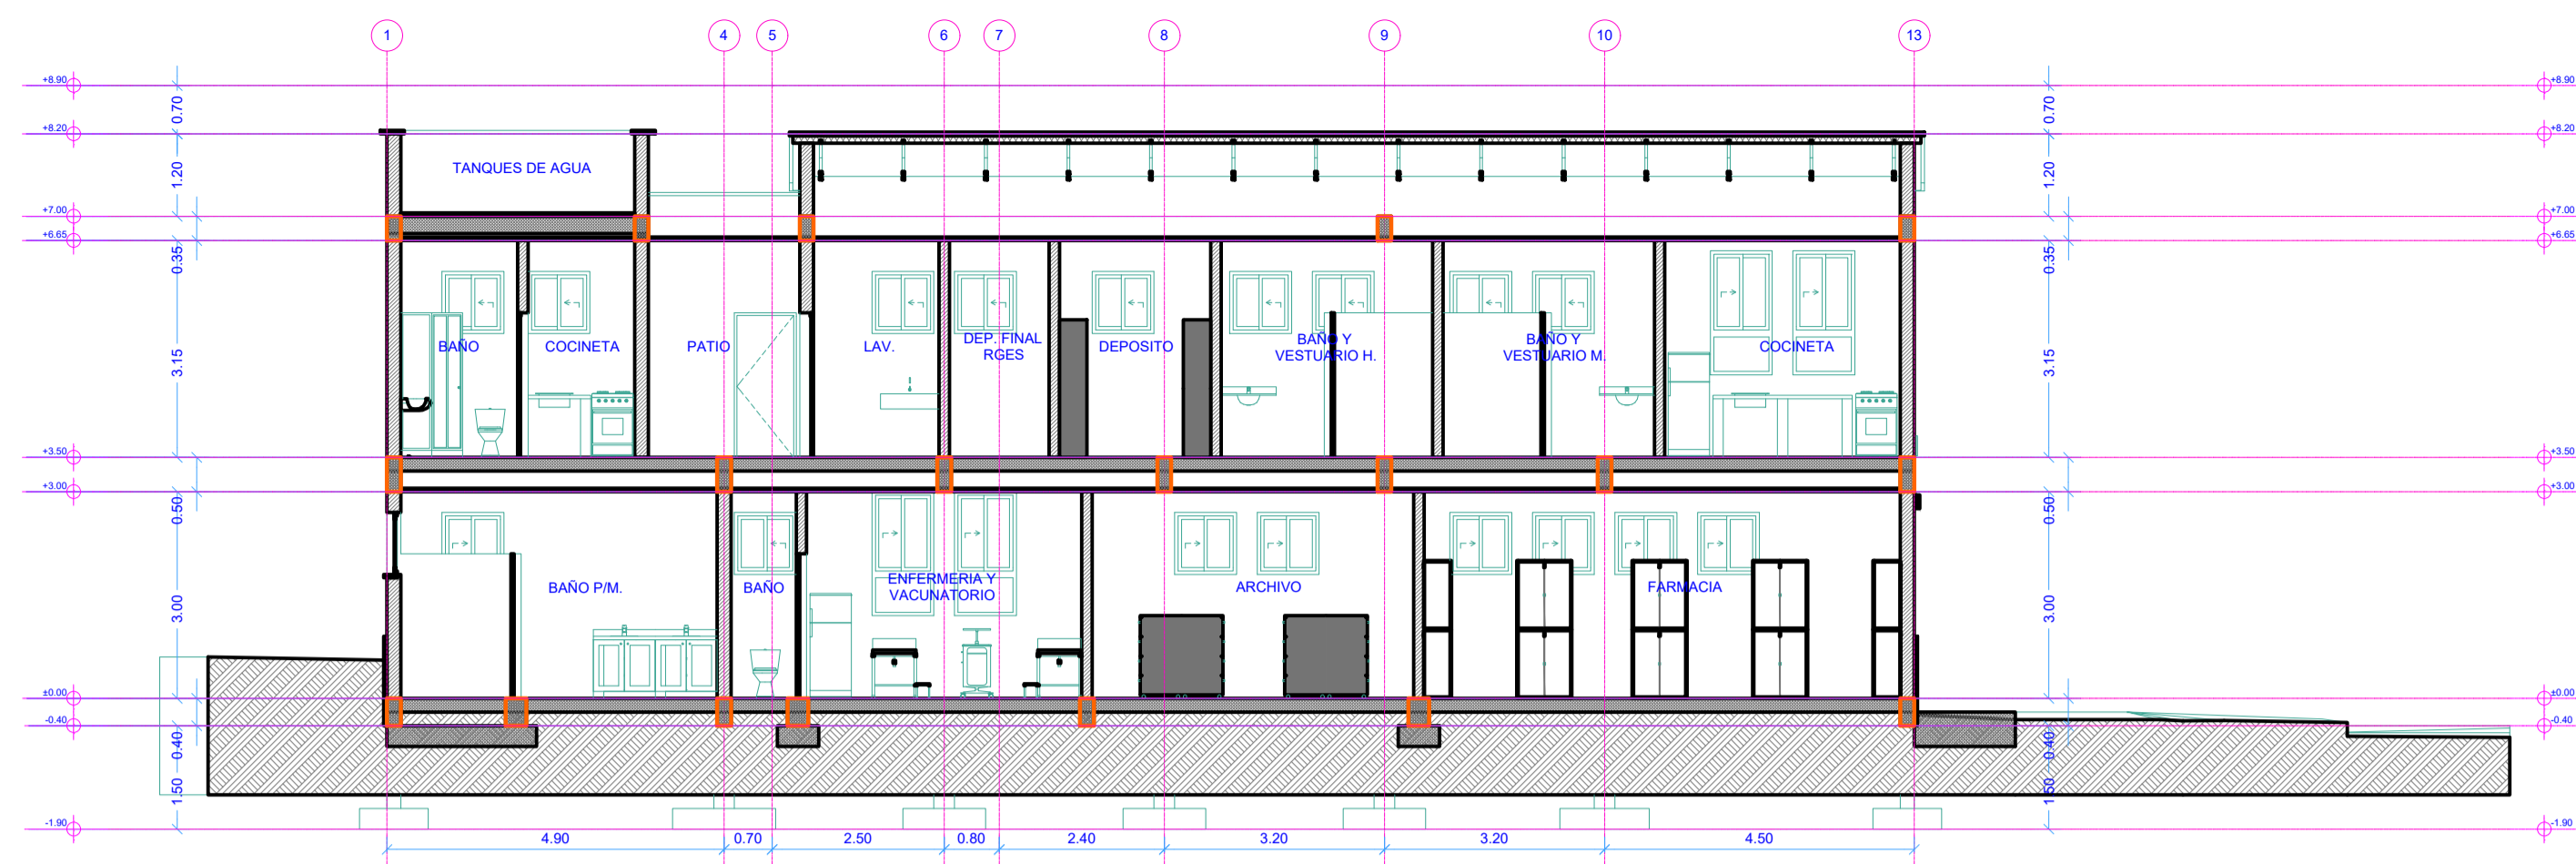 1 4 5 6 7 8 9 10 13
+8.90 +8.90
0.70 0.70
+8.20 +8.20
TANQUES DE AGUA
1.20 1.20
+7.00 +7.00
+6.65 +6.65
0.35 0.35
BAÑO COCINETA PATIO LAV. DEP. FINAL DEPOSITO BAÑO Y BAÑO Y COCINETA
RGES VESTUARIO H. VESTUARIO M.
3.15 3.15
+3.50 +3.50
+3.00 +3.00
0.50 0.50
BAÑO P/M. BAÑO ENFERMERIA Y ARCHIVO FARMACIA
VACUNATORIO
3.00 3.00
±0.00 ±0.00
-0.40 -0.40
0.40 0.40
1.50 1.50
-1.90 -1.90
4.90 0.70 2.50 0.80 2.40 3.20 3.20 4.50